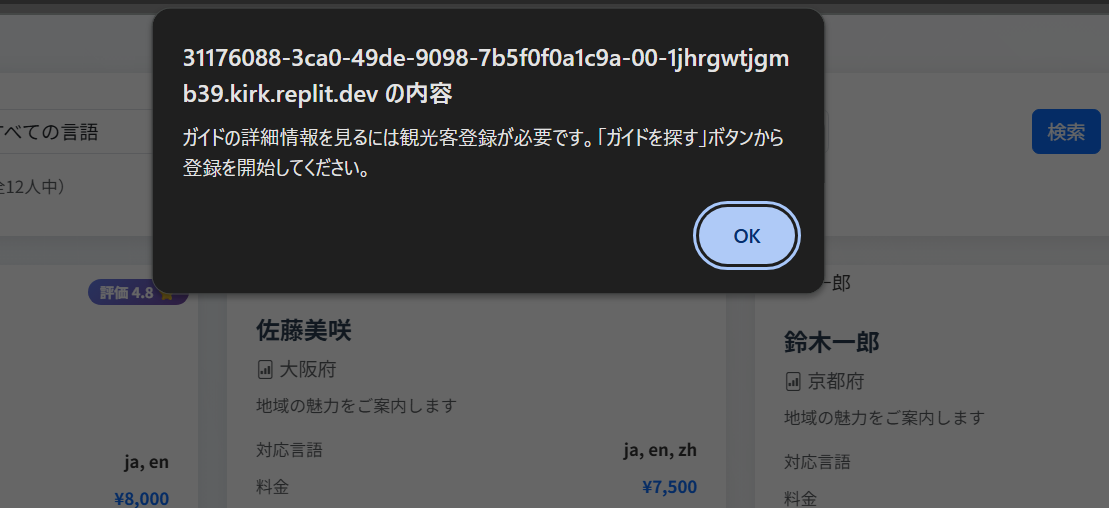 31176088-3ca0-49de-9098-7b5f0f0a1c9a-00-1jhrgwtjgm
b39.kirk.replit.dev の内容
ガイドの詳細情報を見るには観光客登録が必要です。「ガイドを探す」ボタンから
登録を開始してください。
OK
すべての言語
検索
全12人中）
評価 4.8
一郎
佐藤美咲
鈴木一郎
大阪府
京都府
地域の魅力をご案内します
地域の魅力をご案内します
ja, en
対応言語
ja, en, zh
対応言語
¥8,000
料金
¥7,500
料金